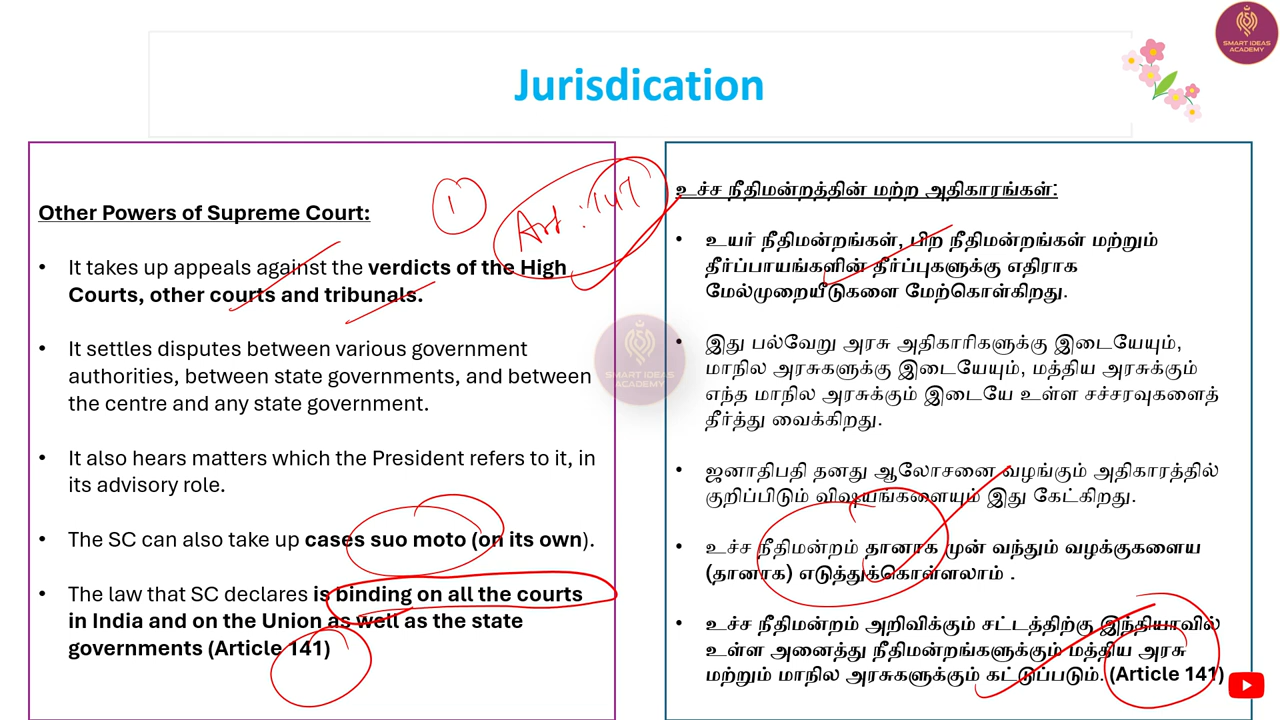 SMART IDEAS
ACADEMY
Jurisdication
Other Powers of Supreme Court:
1
Art : 147
• It takes up appeals against the verdicts of the High
Courts, other courts and tribunals.
• It settles disputes between various government
authorities, between state governments, and between
the centre and any state government.
• It also hears matters which the President refers to it, in
its advisory role.
• The SC can also take up cases suo moto (on its own).
• The law that SC declares is binding on all the courts
in India and on the Union as well as the state
governments (Article 141)
SMART IDEAS
ACADEMY
உச்ச நீதிமன்றத்தின் மற்ற அதிகாரங்கள்:
• உயர் நீதிமன்றங்கள், பிற நீதிமன்றங்கள் மற்றும்
தீர்ப்பாயங்களின் தீர்ப்புகளுக்கு எதிராக
மேல்முறையீடுகளை மேற்கொள்கிறது.
• இது பல்வேறு அரசு அதிகாரிகளுக்கு இடையேயும்,
மாநில அரசுகளுக்கு இடையேயும், மத்திய அரசுக்கும்
எந்த மாநில அரசுக்கும் இடையே உள்ள சச்சரவுகளைத்
தீர்த்து வைக்கிறது.
• ஜனாதிபதி தனது ஆலோசனை வழங்கும் அதிகாரத்தில்
குறிப்பிடும் விஷயங்களையும் இது கேட்கிறது.
• உச்ச நீதிமன்றம் தானாக முன் வந்தும் வழக்குகளைய
(தானாக) எடுத்துக்கொள்ளலாம் .
• உச்ச நீதிமன்றம் அறிவிக்கும் சட்டத்திற்கு இந்தியாவில்
உள்ள அனைத்து நீதிமன்றங்களுக்கும் மத்திய அரசு
மற்றும் மாநில அரசுகளுக்கும் கட்டுப்படும். (Article 141)